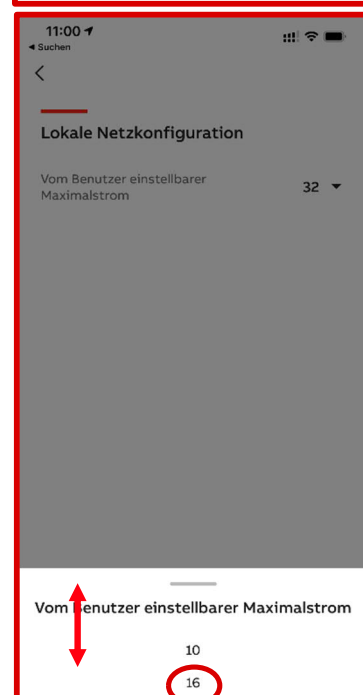 11:00
◄ Suchen
Lokale Netzkonfiguration
Vom Benutzer einstellbarer
Maximalstrom
32
Vom Benutzer einstellbarer Maximalstrom
10
16